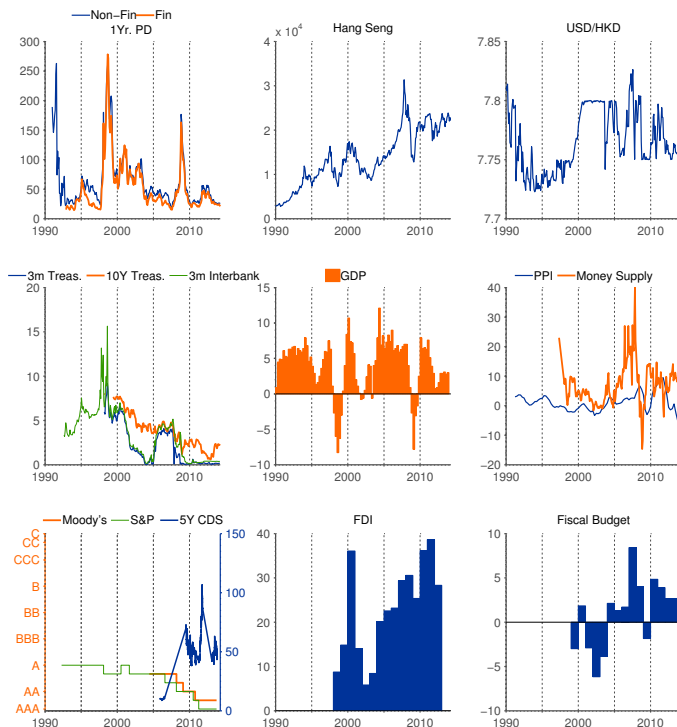 Non−Fin Fin
1Yr. PD
300
250
200
150
100
50
0
1990 2000 2010
x 10^4
Hang Seng
4
3
2
1
0
1990 2000 2010
USD/HKD
7.85
7.8
7.75
7.7
1990 2000 2010
3m Treas. 10Y Treas. 3m Interbank
20
15
10
5
0
1990 2000 2010
GDP
15
10
5
0
−5
−10
1990 2000 2010
PPI Money Supply
40
30
20
10
0
−10
−20
1990 2000 2010
Moody's S&P 5Y CDS
C
CC
CCC
B
BB
BBB
A
AA
AAA
150
100
50
0
1990 2000 2010
FDI
40
30
20
10
0
1990 2000 2010
Fiscal Budget
10
5
0
−5
−10
1990 2000 2010